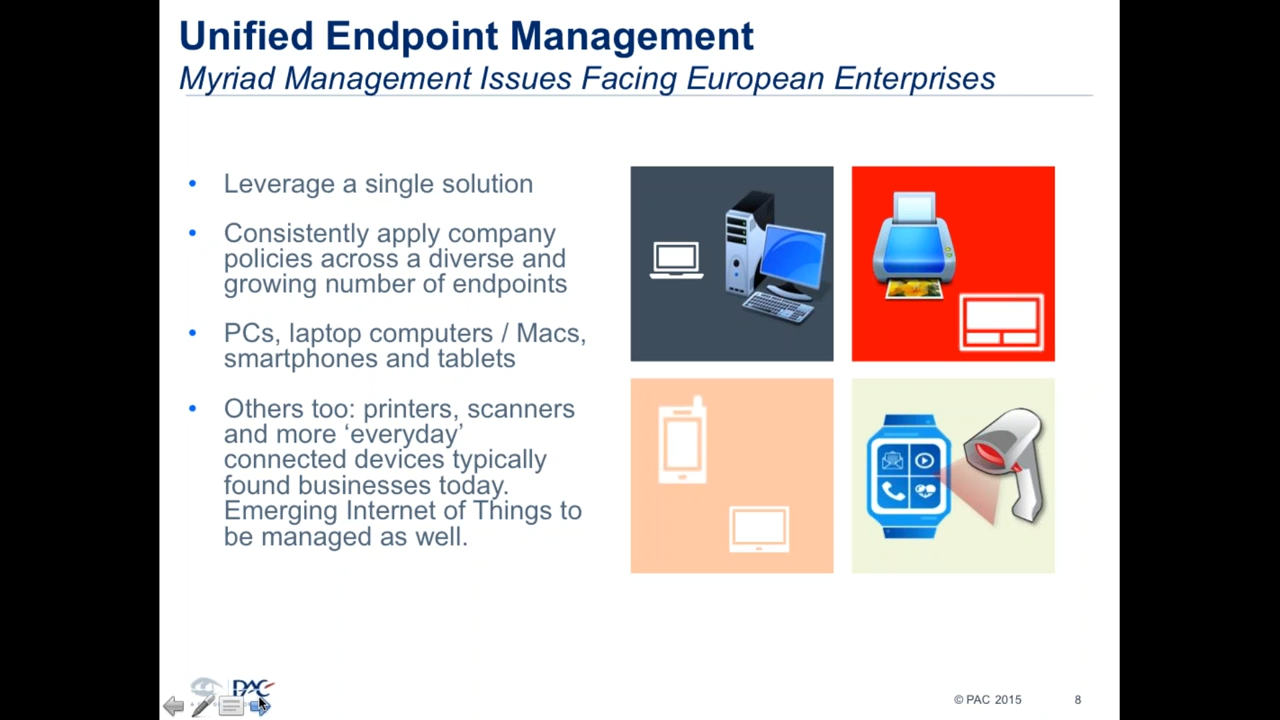 Unified Endpoint Management
Myriad Management Issues Facing European Enterprises
• Leverage a single solution
• Consistently apply company
policies across a diverse and
growing number of endpoints
• PCs, laptop computers / Macs,
smartphones and tablets
• Others too: printers, scanners
and more ‘everyday’
connected devices typically
found businesses today.
Emerging Internet of Things to
be managed as well.
PAC
© PAC 2015
8